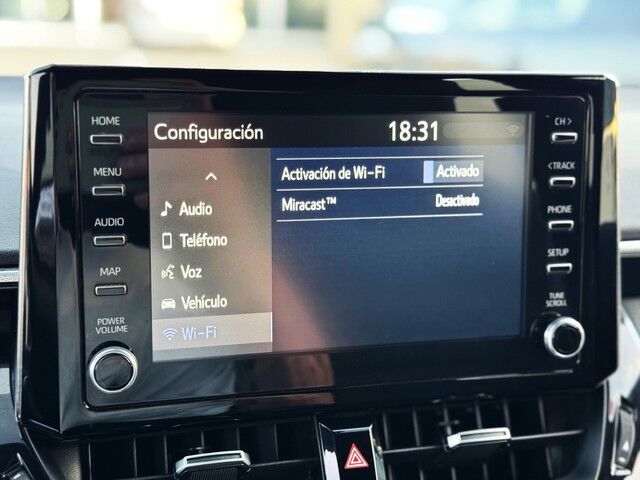 HOME
MENU
AUDIO
MAP
POWER
VOLUME
Configuración
18:31
Audio
Teléfono
Voz
Vehículo
Wi-Fi
Activación de Wi-Fi Activado
Miracast™ Desactivado
CH>
<TRACK
PHONE
SETUP
TUNE
SCROLL